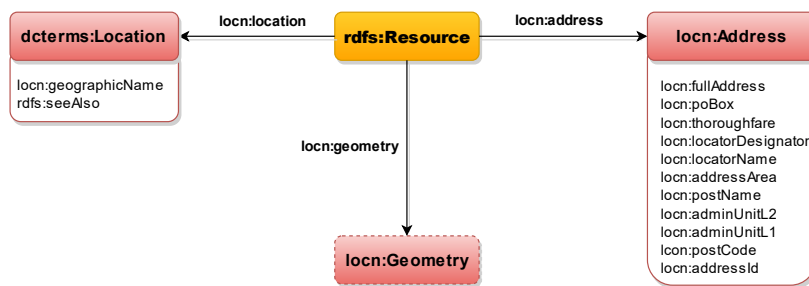 locn:location
locn:address
dcterms:Location
rdfs:Resource
locn:Address
locn:geographicName
rdfs:seeAlso
locn:fullAddress
locn:poBox
locn:thoroughfare
locn:locatorDesignator
locn:locatorName
locn:addressArea
locn:postName
locn:adminUnitL2
locn:adminUnitL1
lcon:postCode
locn:addressId
locn:geometry
locn:Geometry